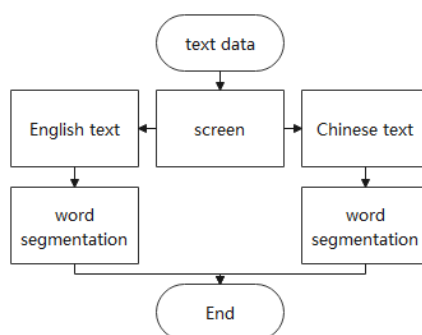 text data
English text
screen
Chinese text
word
segmentation
word
segmentation
End